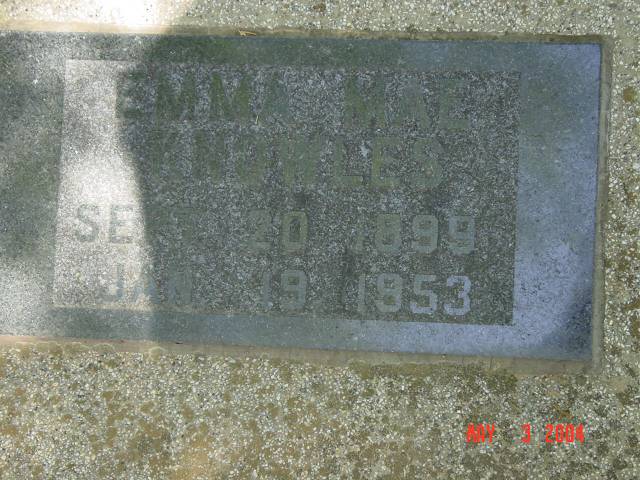 EMMA MAE
KNOWLES
SEPT. 20 1899
JAN. 19 1953
MAY 3 2004